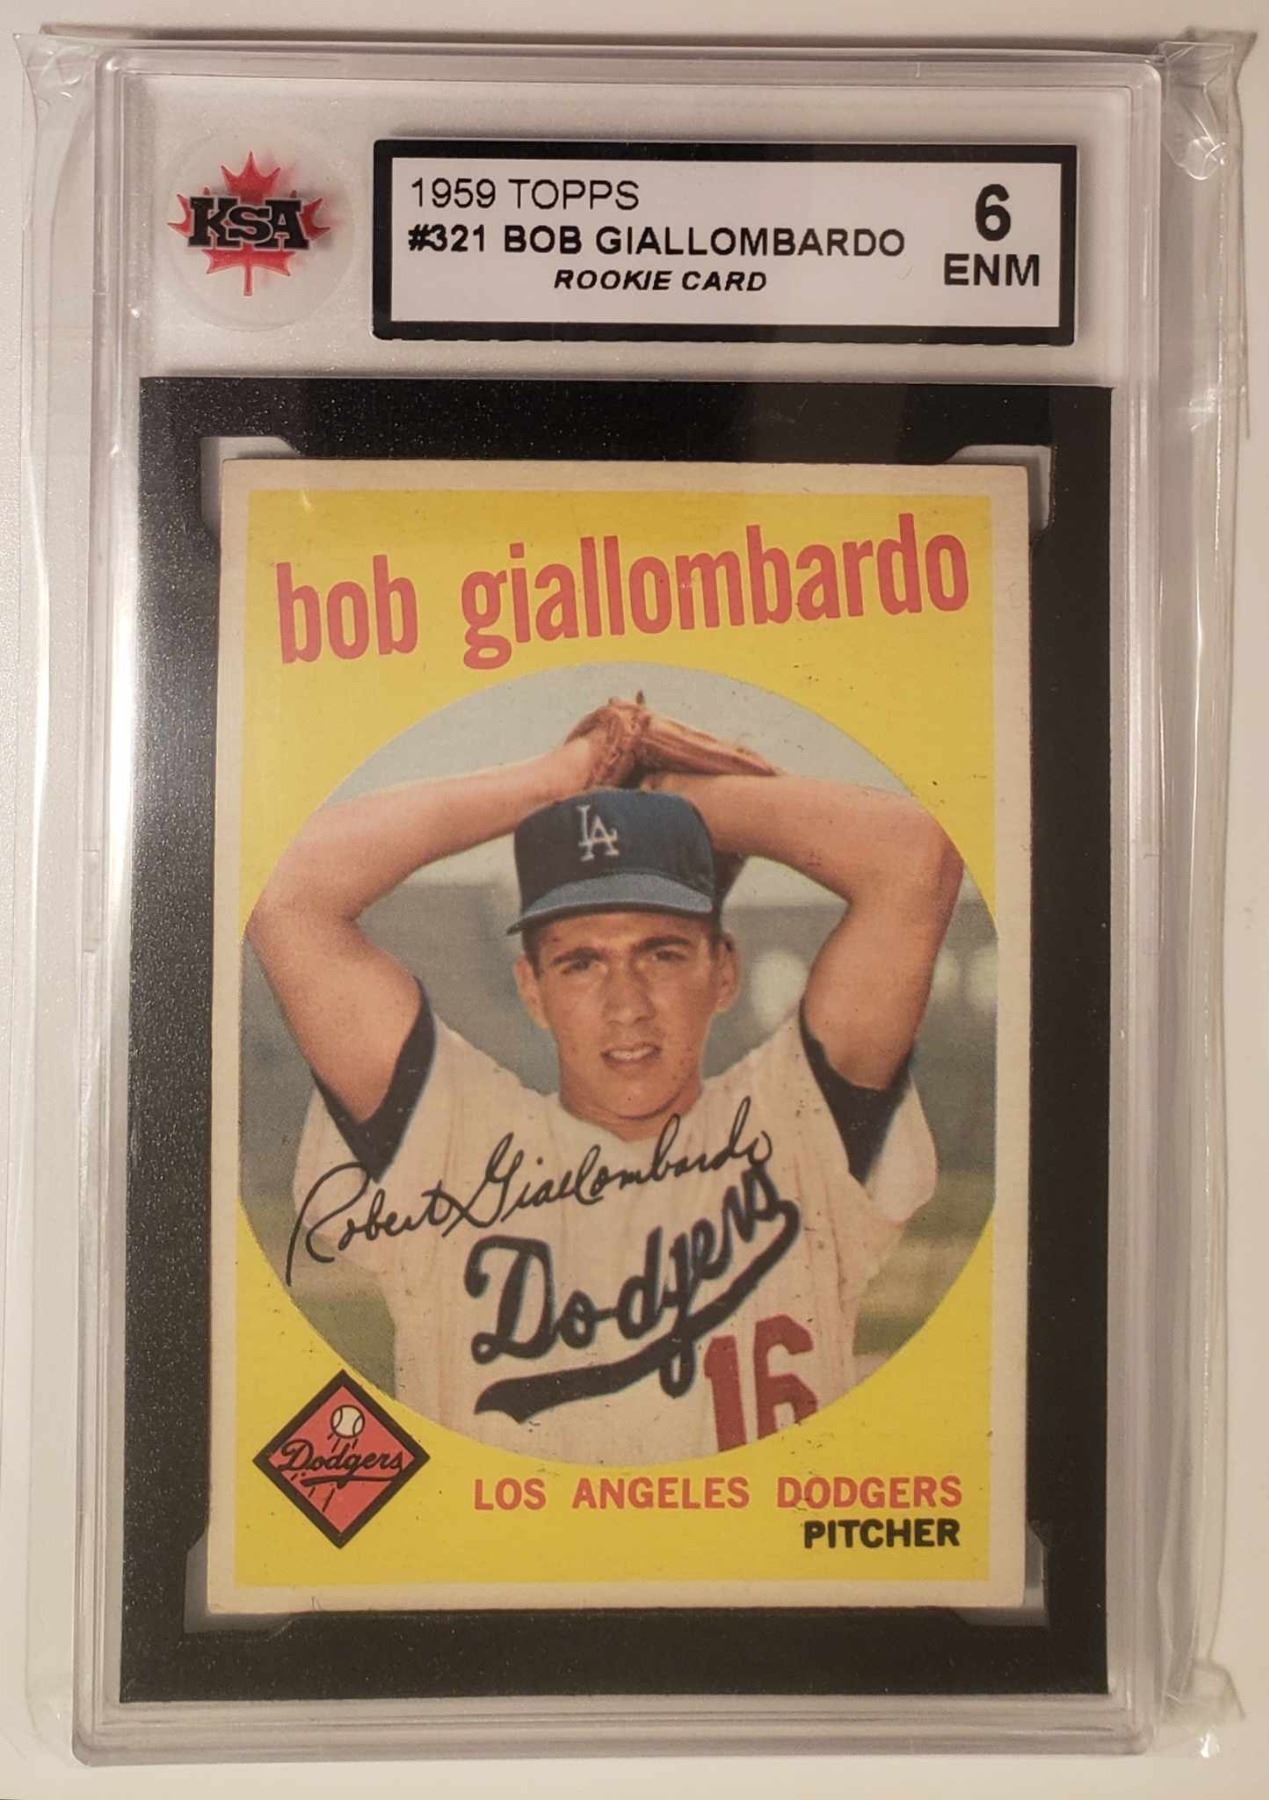 KSA
1959 TOPPS
#321 BOB GIALLOMBARDO
ROOKIE CARD
6
ENM
bob giallombardo
LA
Robert Giallombardo
Dodgers
16
Dodgers
LOS ANGELES DODGERS
PITCHER